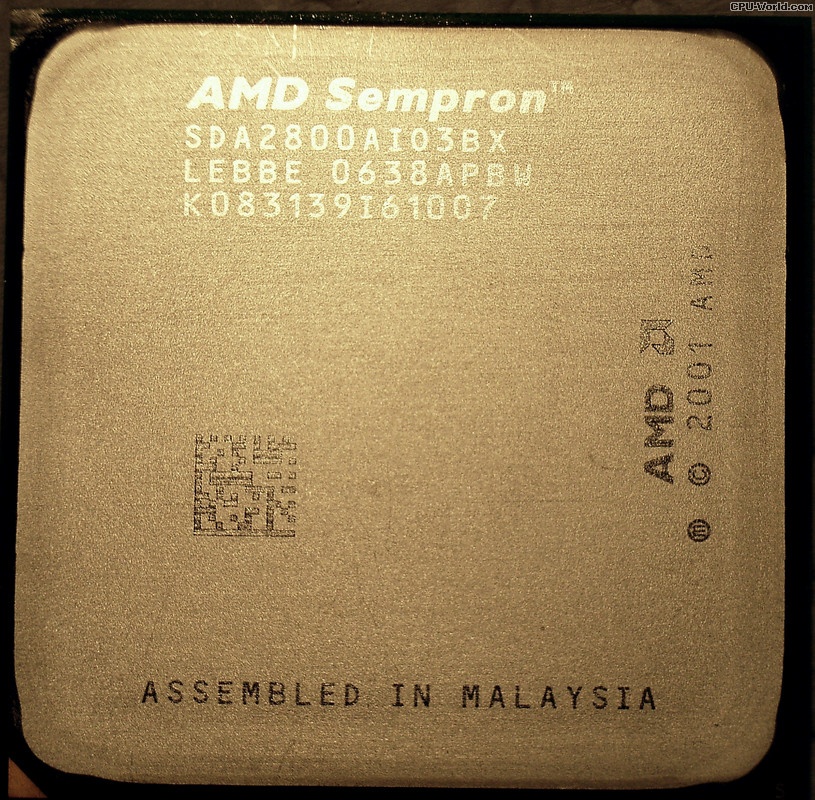 CPU-World.com
AMD Sempron™
SDA2800AIO3BX
LEBBE 0638APBW
K083139I61007
AMD
ⓜ © 2001 AMD
ASSEMBLED IN MALAYSIA